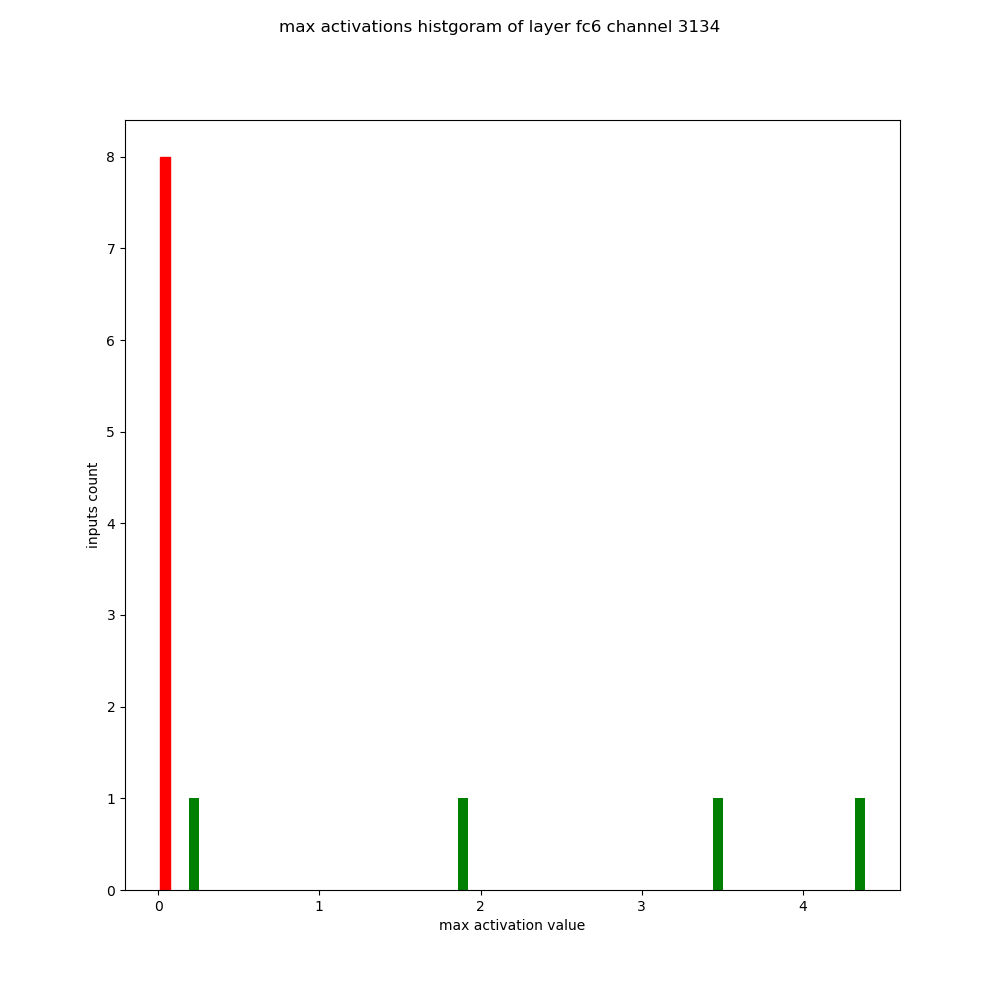 max activations histgoram of layer fc6 channel 3134
8
7
6
5
4
3
2
1
0
inputs count
0 1 2 3 4
max activation value